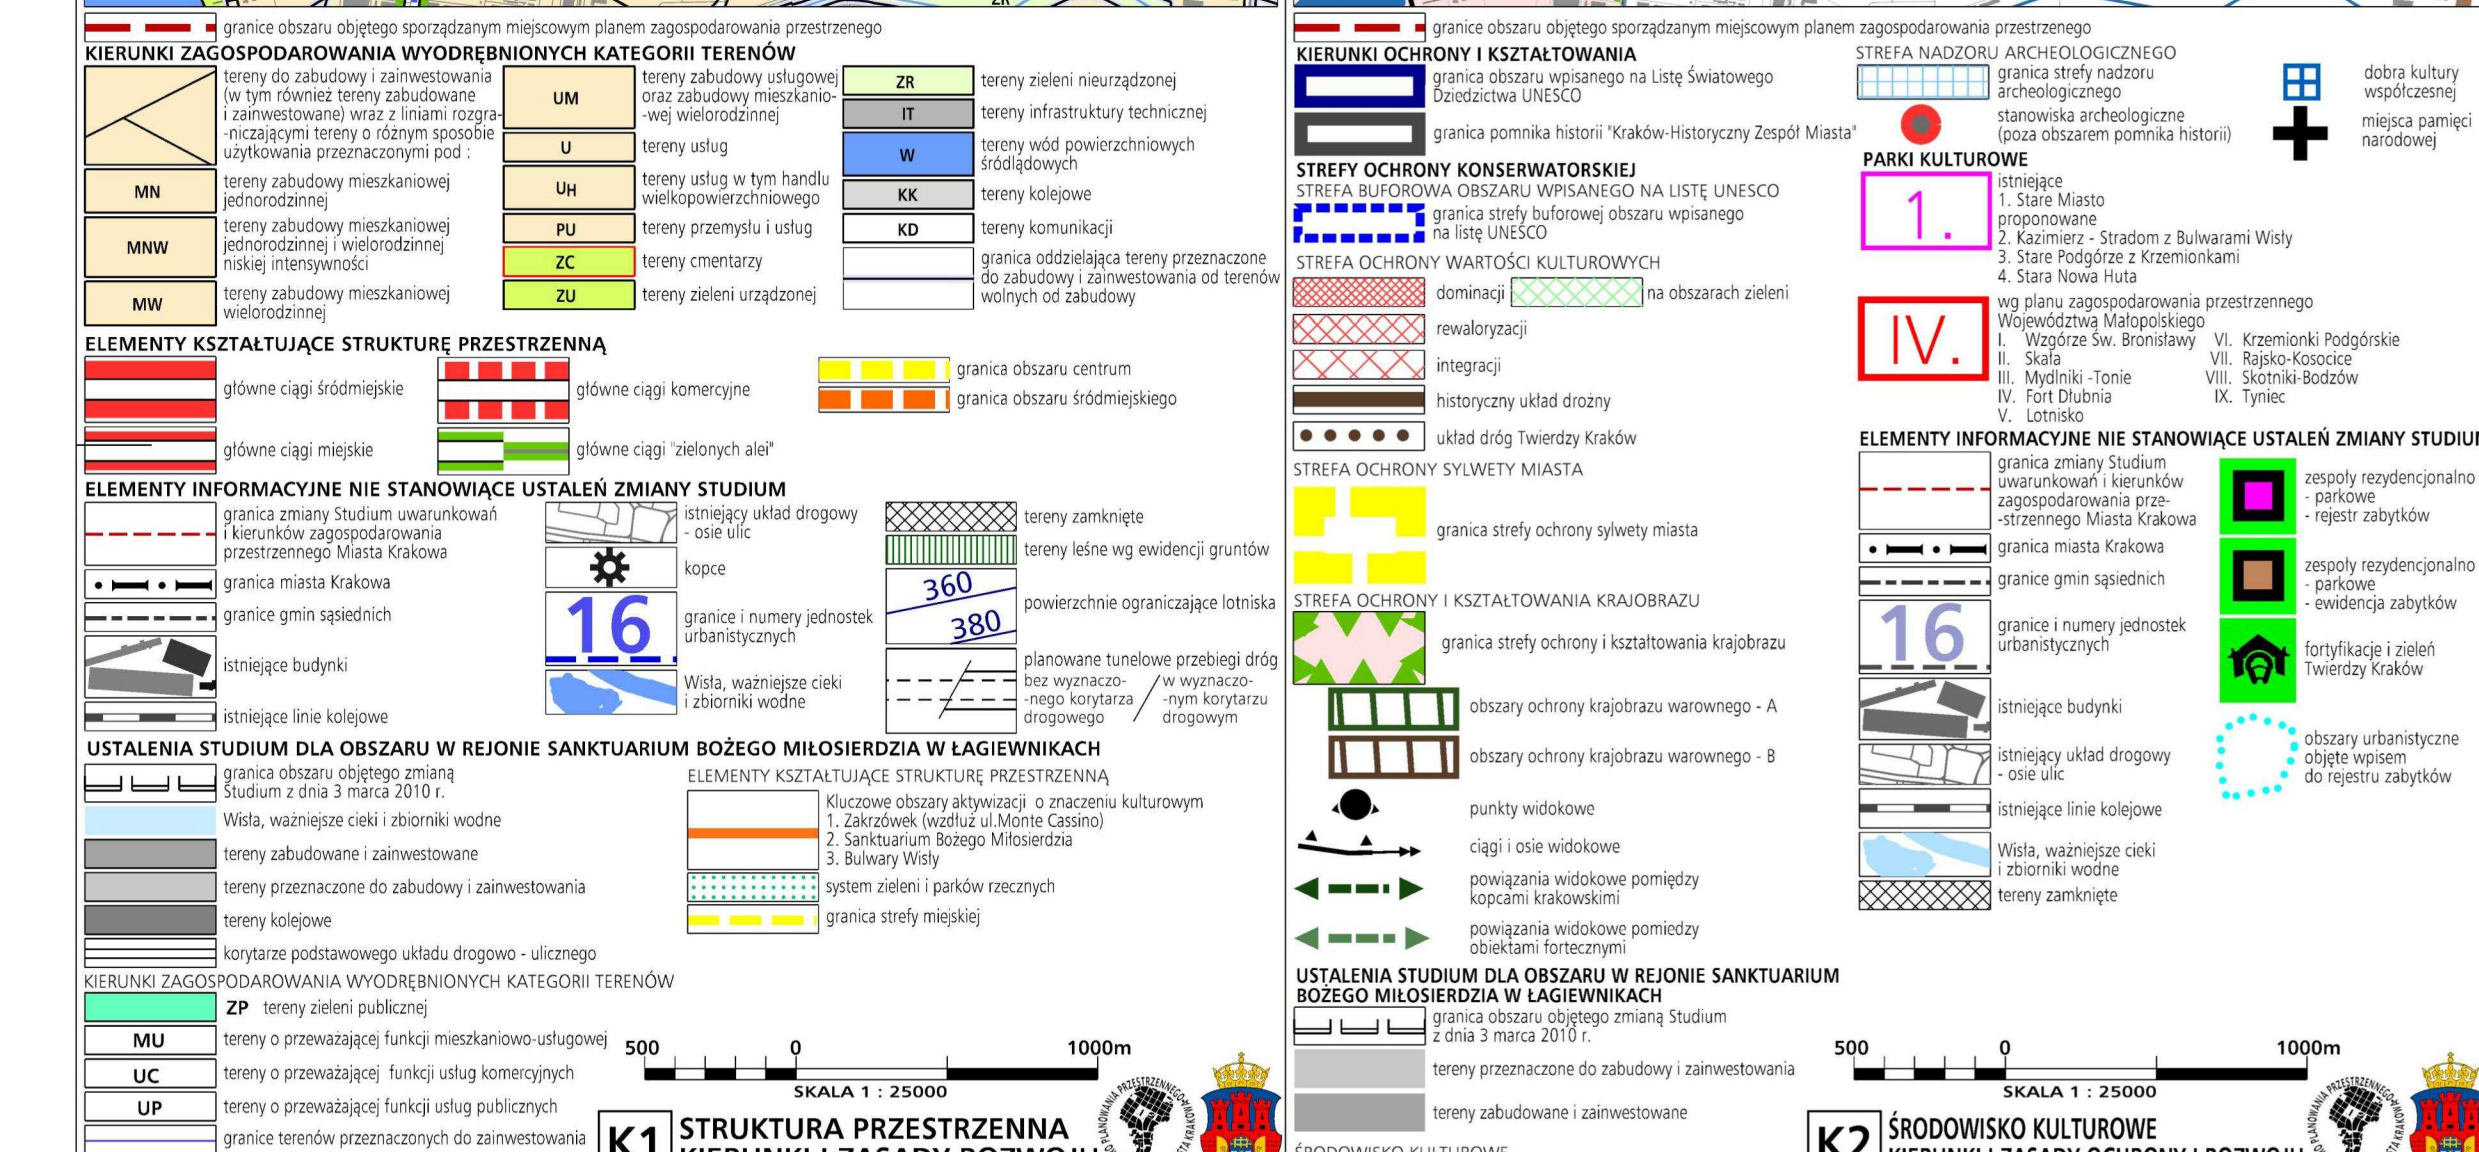 ZR
granice obszaru objętego sporządzanym miejscowym planem zagospodarowania przestrzenego
KIERUNKI ZAGOSPODAROWANIA WYODRĘBNIONYCH KATEGORII TERENÓW
tereny do zabudowy i zainwestowania
(w tym również tereny zabudowane
i zainwestowane) wraz z liniami rozgra-
-niczającymi tereny o różnym sposobie
użytkowania przeznaczonymi pod :
MN
tereny zabudowy mieszkaniowej
jednorodzinnej
MNW
tereny zabudowy mieszkaniowej
jednorodzinnej i wielorodzinnej
niskiej intensywności
MW
tereny zabudowy mieszkaniowej
wielorodzinnej
UM
tereny zabudowy usługowej
oraz zabudowy mieszkanio-
-wej wielorodzinnej
U
tereny usług
UH
tereny usług w tym handlu
wielkopowierzchniowego
PU
tereny przemysłu i usług
ZC
tereny cmentarzy
ZU
tereny zieleni urządzonej
ZR
tereny zieleni nieurządzonej
IT
tereny infrastruktury technicznej
W
tereny wód powierzchniowych
śródlądowych
KK
tereny kolejowe
KD
tereny komunikacji
granica oddzielająca tereny przeznaczone
do zabudowy i zainwestowania od terenów
wolnych od zabudowy
ELEMENTY KSZTAŁTUJĄCE STRUKTURĘ PRZESTRZENNĄ
główne ciągi śródmiejskie
główne ciągi komercyjne
granica obszaru centrum
granica obszaru śródmiejskiego
główne ciągi miejskie
główne ciągi "zielonych alei"
ELEMENTY INFORMACYJNE NIE STANOWIĄCE USTALEŃ ZMIANY STUDIUM
granica zmiany Studium uwarunkowań
i kierunków zagospodarowania
przestrzennego Miasta Krakowa
granica miasta Krakowa
granice gmin sąsiednich
istniejące budynki
istniejące linie kolejowe
istniejący układ drogowy
- osie ulic
kopce
16
granice i numery jednostek
urbanistycznych
Wisła, ważniejsze cieki
i zbiorniki wodne
tereny zamknięte
tereny leśne wg ewidencji gruntów
360
380
powierzchnie ograniczające lotniska
planowane tunelowe przebiegi dróg
bez wyznaczo-
-nego korytarza
drogowego
w wyznaczo-
-nym korytarzu
drogowym
USTALENIA STUDIUM DLA OBSZARU W REJONIE SANKTUARIUM BOŻEGO MIŁOSIERDZIA W ŁAGIEWNIKACH
granica obszaru objętego zmianą
Studium z dnia 3 marca 2010 r.
Wisła, ważniejsze cieki i zbiorniki wodne
tereny zabudowane i zainwestowane
tereny przeznaczone do zabudowy i zainwestowania
tereny kolejowe
korytarze podstawowego układu drogowo - ulicznego
ELEMENTY KSZTAŁTUJĄCE STRUKTURĘ PRZESTRZENNĄ
Kluczowe obszary aktywizacji o znaczeniu kulturowym
1. Zakrzówek (wzdłuż ul.Monte Cassino)
2. Sanktuarium Bożego Miłosierdzia
3. Bulwary Wisły
system zieleni i parków rzecznych
granica strefy miejskiej
KIERUNKI ZAGOSPODAROWANIA WYODRĘBNIONYCH KATEGORII TERENÓW
ZP tereny zieleni publicznej
MU
tereny o przeważającej funkcji mieszkaniowo-usługowej
UC
tereny o przeważającej funkcji usług komercyjnych
UP
tereny o przeważającej funkcji usług publicznych
granice terenów przeznaczonych do zainwestowania
500 0 1000m
SKALA 1 : 25000
K1
STRUKTURA PRZESTRZENNA
KIERUNKI I ZASADY ROZWOJU
granice obszaru objętego sporządzanym miejscowym planem zagospodarowania przestrzenego
KIERUNKI OCHRONY I KSZTAŁTOWANIA
granica obszaru wpisanego na Listę Światowego
Dziedzictwa UNESCO
granica pomnika historii "Kraków-Historyczny Zespół Miasta"
STREFY OCHRONY KONSERWATORSKIEJ
STREFA BUFOROWA OBSZARU WPISANEGO NA LISTĘ UNESCO
granica strefy buforowej obszaru wpisanego
na listę UNESCO
STREFA OCHRONY WARTOŚCI KULTUROWYCH
dominacji
na obszarach zieleni
rewaloryzacji
integracji
historyczny układ drożny
układ dróg Twierdzy Kraków
STREFA OCHRONY SYLWETY MIASTA
granica strefy ochrony sylwety miasta
STREFA OCHRONY I KSZTAŁTOWANIA KRAJOBRAZU
granica strefy ochrony i kształtowania krajobrazu
obszary ochrony krajobrazu warownego - A
obszary ochrony krajobrazu warownego - B
punkty widokowe
ciągi i osie widokowe
powiązania widokowe pomiędzy
kopcami krakowskimi
powiązania widokowe pomiedzy
obiektami fortecznymi
USTALENIA STUDIUM DLA OBSZARU W REJONIE SANKTUARIUM
BOŻEGO MIŁOSIERDZIA W ŁAGIEWNIKACH
granica obszaru objętego zmianą Studium
z dnia 3 marca 2010 r.
tereny przeznaczone do zabudowy i zainwestowania
tereny zabudowane i zainwestowane
ŚRODOWISKO KULTUROWE
STREFA NADZORU ARCHEOLOGICZNEGO
granica strefy nadzoru
archeologicznego
stanowiska archeologiczne
(poza obszarem pomnika historii)
dobra kultury
współczesnej
miejsca pamięci
narodowej
PARKI KULTUROWE
1.
istniejące
1. Stare Miasto
proponowane
2. Kazimierz - Stradom z Bulwarami Wisły
3. Stare Podgórze z Krzemionkami
4. Stara Nowa Huta
IV.
wg planu zagospodarowania przestrzennego
Województwa Małopolskiego
I. Wzgórze Św. Bronisławy VI. Krzemionki Podgórskie
II. Skała VII. Rajsko-Kosocice
III. Mydlniki -Tonie VIII. Skotniki-Bodzów
IV. Fort Dłubnia IX. Tyniec
V. Lotnisko
ELEMENTY INFORMACYJNE NIE STANOWIĄCE USTALEŃ ZMIANY STUDIUM
granica zmiany Studium
uwarunkowań i kierunków
zagospodarowania prze-
-strzennego Miasta Krakowa
granica miasta Krakowa
granice gmin sąsiednich
16
granice i numery jednostek
urbanistycznych
istniejące budynki
istniejący układ drogowy
- osie ulic
istniejące linie kolejowe
Wisła, ważniejsze cieki
i zbiorniki wodne
tereny zamknięte
zespoły rezydencjonalno
- parkowe
- rejestr zabytków
zespoły rezydencjonalno
- parkowe
- ewidencja zabytków
fortyfikacje i zieleń
Twierdzy Kraków
obszary urbanistyczne
objęte wpisem
do rejestru zabytków
500 0 1000m
SKALA 1 : 25000
K2
ŚRODOWISKO KULTUROWE
KIERUNKI I ZASADY OCHRONY I ROZWOJU